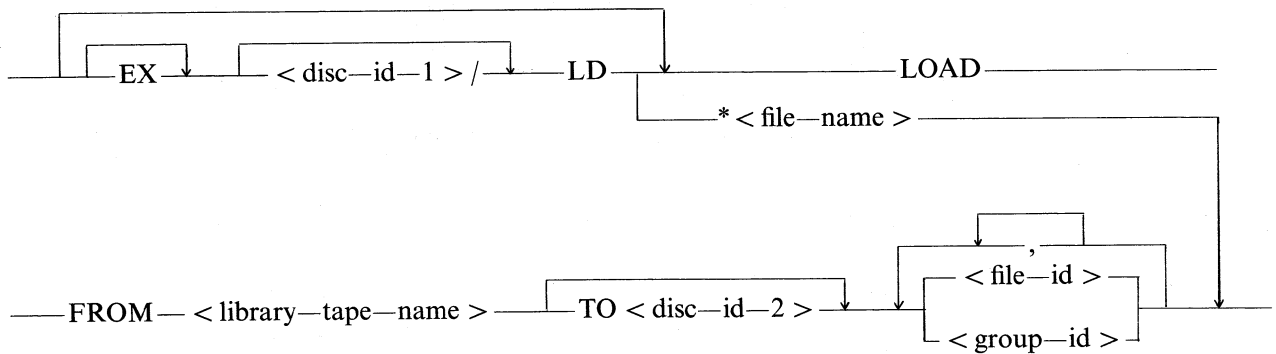 EX <disc—id—1>/ LD LOAD
*<file—name>
,
<file—id>
FROM <library—tape—name> TO <disc—id—2>
<group—id>